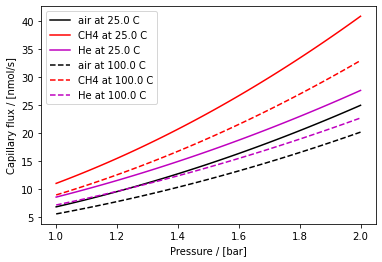 air at 25.0 C
CH4 at 25.0 C
He at 25.0 C
air at 100.0 C
CH4 at 100.0 C
He at 100.0 C
Capillary flux / [nmol/s]
40
35
30
25
20
15
10
5
1.0 1.2 1.4 1.6 1.8 2.0
Pressure / [bar]